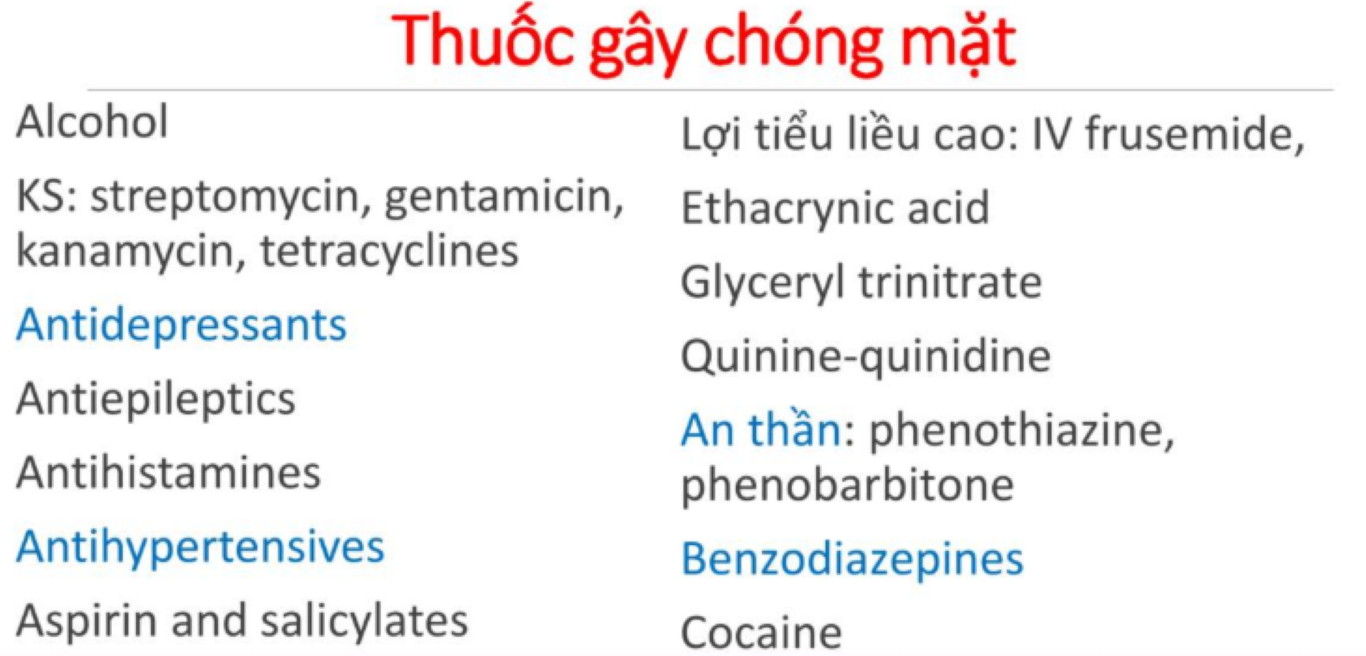 Thuốc gây chóng mặt
Alcohol
KS: streptomycin, gentamicin,
kanamycin, tetracyclines
Antidepressants
Antiepileptics
Antihistamines
Antihypertensives
Aspirin and salicylates
Lợi tiểu liều cao: IV frusemide,
Ethacrynic acid
Glyceryl trinitrate
Quinine-quinidine
An thần: phenothiazine,
phenobarbitone
Benzodiazepines
Cocaine